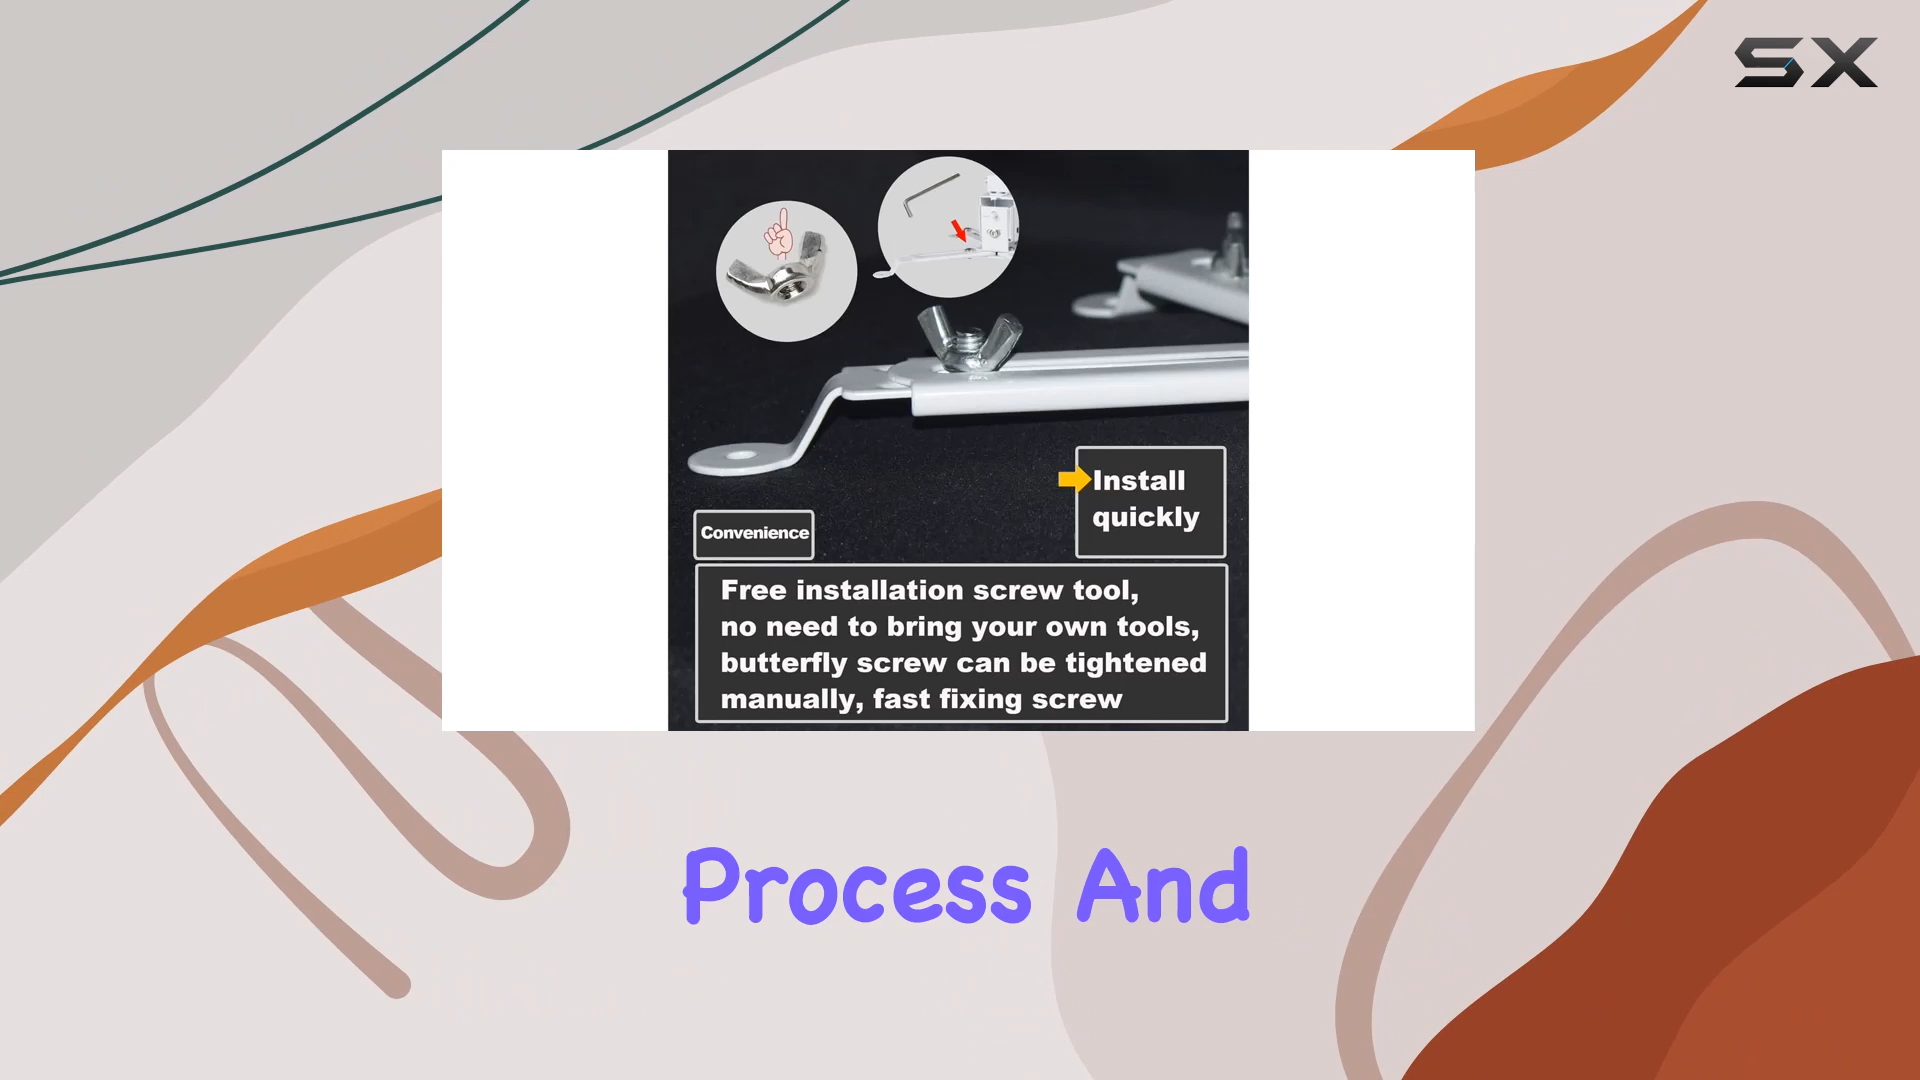 SX
Install
quickly
Convenience
Free installation screw tool,
no need to bring your own tools,
butterfly screw can be tightened
manually, fast fixing screw
Process And